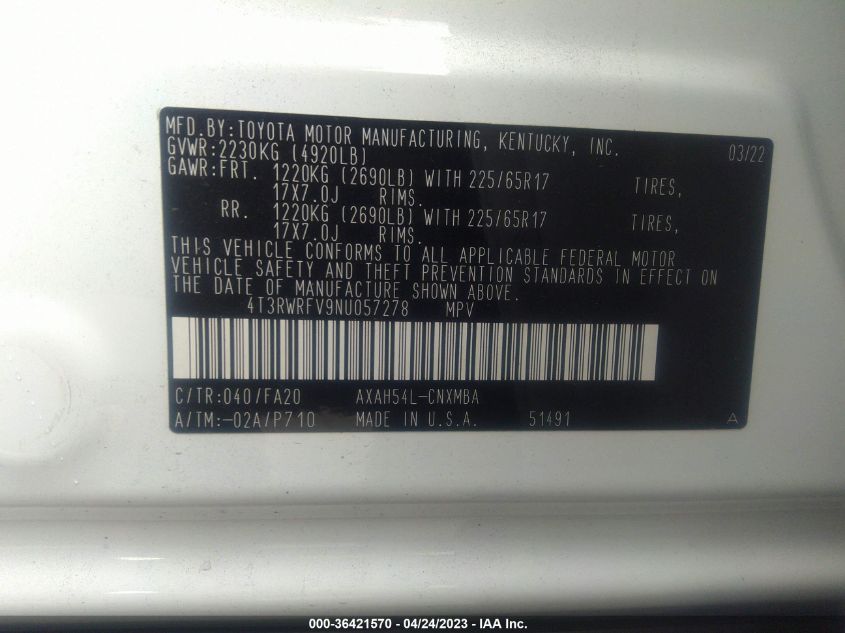 MFD.BY:TOYOTA MOTOR MANUFACTURING, KENTUCKY, INC. 03/22
GVWR:2230KG (4920LB)
GAWR:FRT. 1220KG (2690LB) WITH 225/65R17 TIRES,
17X7.0J RIMS.
RR. 1220KG (2690LB) WITH 225/65R17 TIRES,
17X7.0J RIMS.
THIS VEHICLE CONFORMS TO ALL APPLICABLE FEDERAL MOTOR
VEHICLE SAFETY AND THEFT PREVENTION STANDARDS IN EFFECT ON
THE DATE OF MANUFACTURE SHOWN ABOVE.
4T3RWRFV9NU057278 MPV
C/TR:040/FA20 AXAH54L-CNXMBA
A/TM:-02A/P710 MADE IN U.S.A. 51491 A
000-36421570 - 04/24/2023 - IAA Inc.